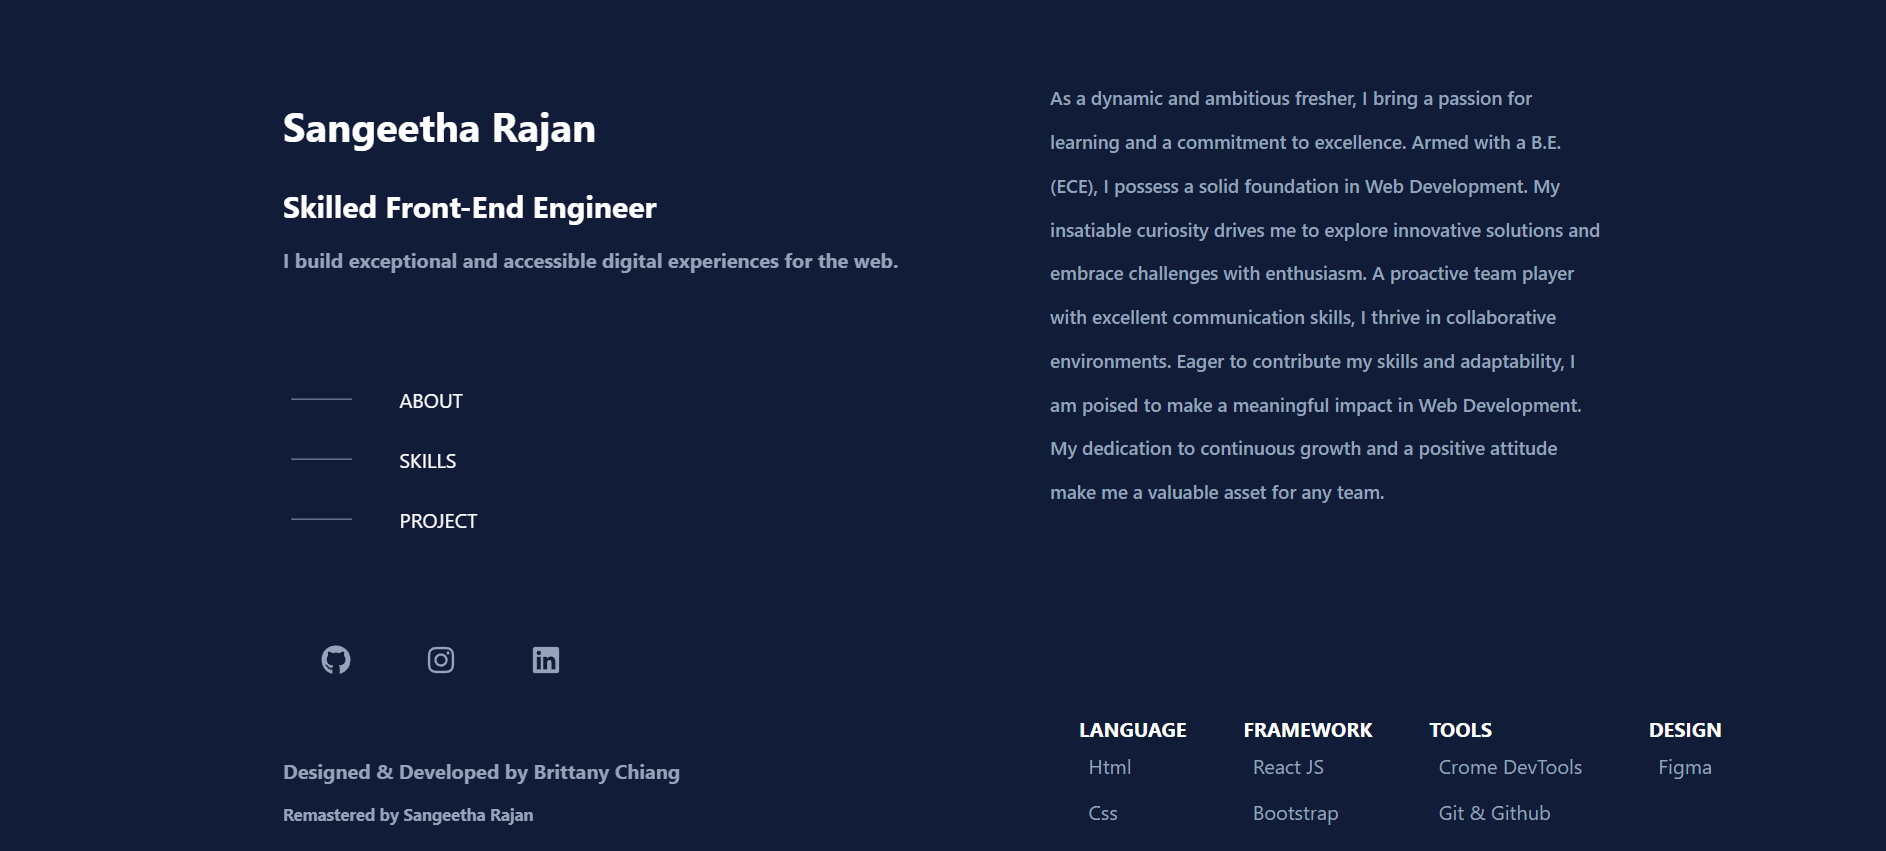 Sangeetha Rajan
Skilled Front-End Engineer
I build exceptional and accessible digital experiences for the web.
ABOUT
SKILLS
PROJECT
Designed & Developed by Brittany Chiang
Remastered by Sangeetha Rajan
As a dynamic and ambitious fresher, I bring a passion for
learning and a commitment to excellence. Armed with a B.E.
(ECE), I possess a solid foundation in Web Development. My
insatiable curiosity drives me to explore innovative solutions and
embrace challenges with enthusiasm. A proactive team player
with excellent communication skills, I thrive in collaborative
environments. Eager to contribute my skills and adaptability, I
am poised to make a meaningful impact in Web Development.
My dedication to continuous growth and a positive attitude
make me a valuable asset for any team.
LANGUAGE
Html
Css
FRAMEWORK
React JS
Bootstrap
TOOLS
Crome DevTools
Git & Github
DESIGN
Figma